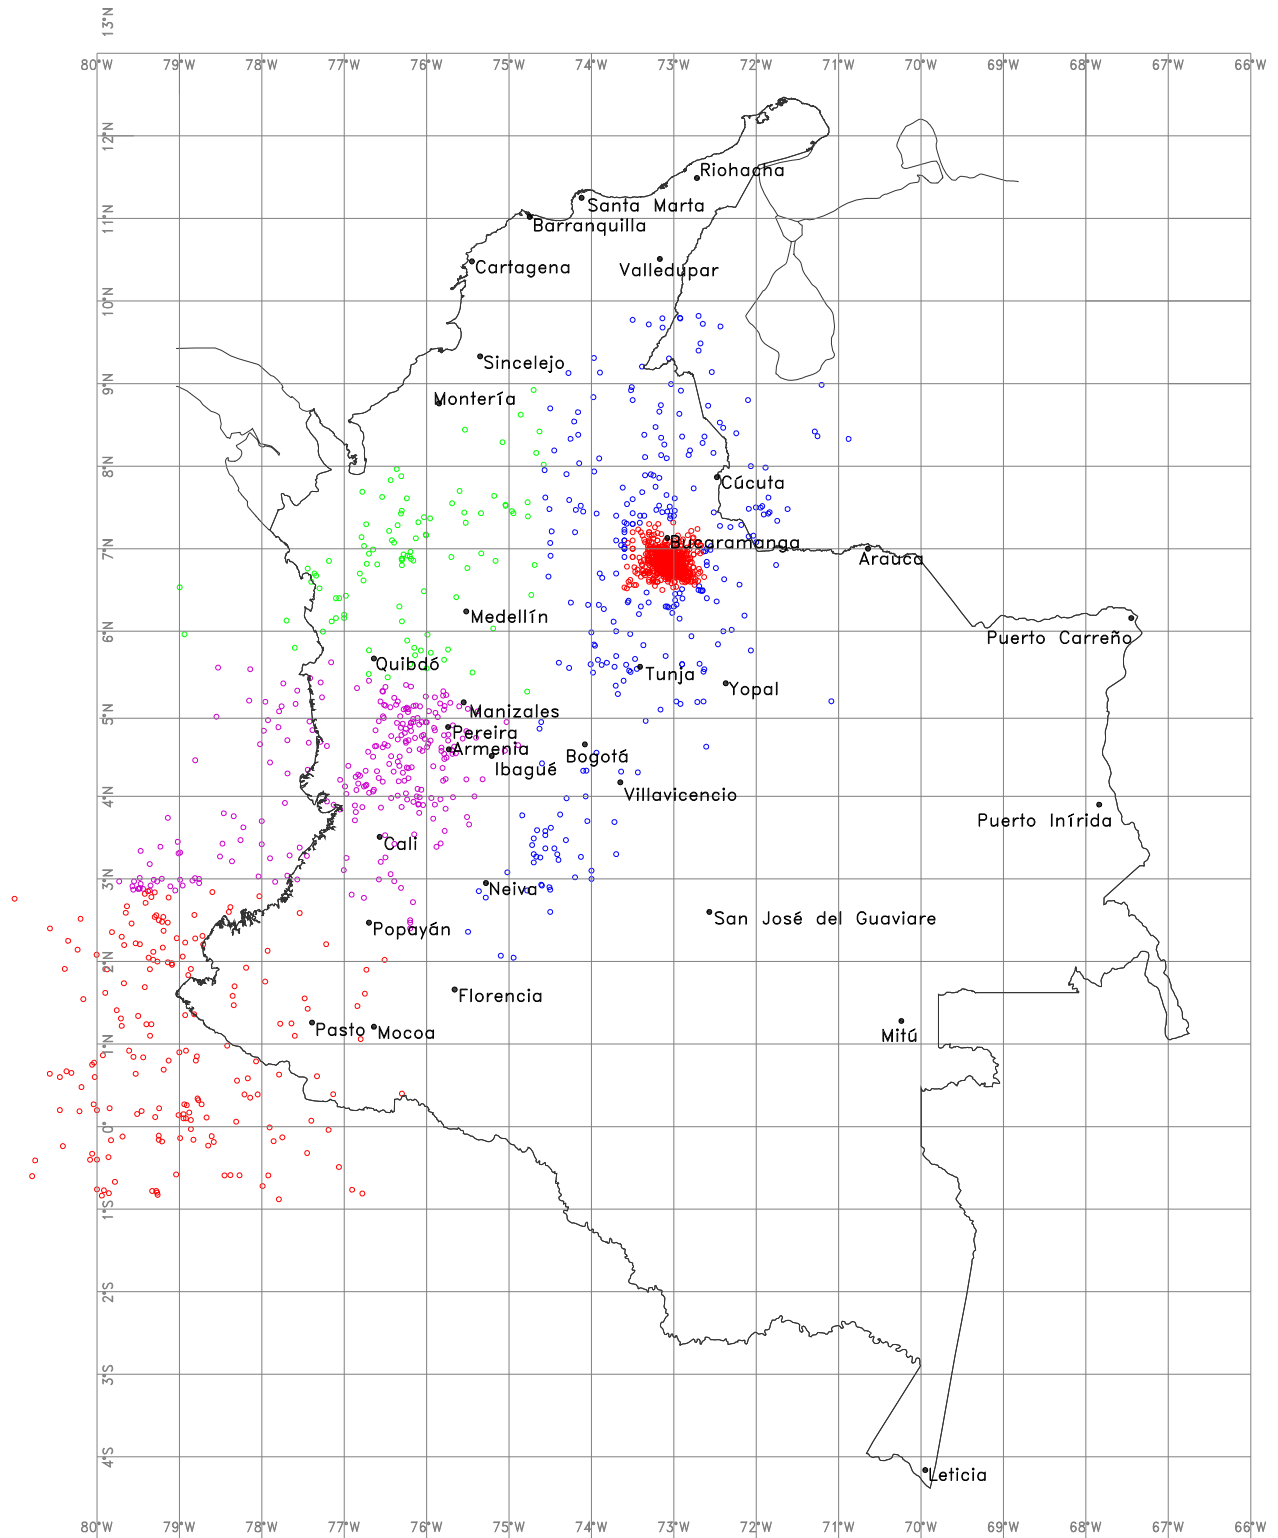 13°N
80°W 79°W 78°W 77°W 76°W 75°W 74°W 73°W 72°W 71°W 70°W 69°W 68°W 67°W 66°W
12°N
Riohacha
Santa Marta
11°N
Barranquilla
Cartagena
Valledupar
10°N
Sincelejo
9°N
Montería
8°N
Cúcuta
7°N
Bucaramanga
Arauca
Medellín
6°N
Puerto Carreño
Quibdó
Tunja
Yopal
5°N
Manizales
Pereira
Armenia
Bogotá
Ibagué
4°N
Villavicencio
Puerto Inírida
Cali
3°N
Neiva
San José del Guaviare
Popayán
2°N
Florencia
Pasto
Mocoa
Mitú
1°N
0°
1°S
2°S
3°S
4°S
Leticia
80°W 79°W 78°W 77°W 76°W 75°W 74°W 73°W 72°W 71°W 70°W 69°W 68°W 67°W 66°W